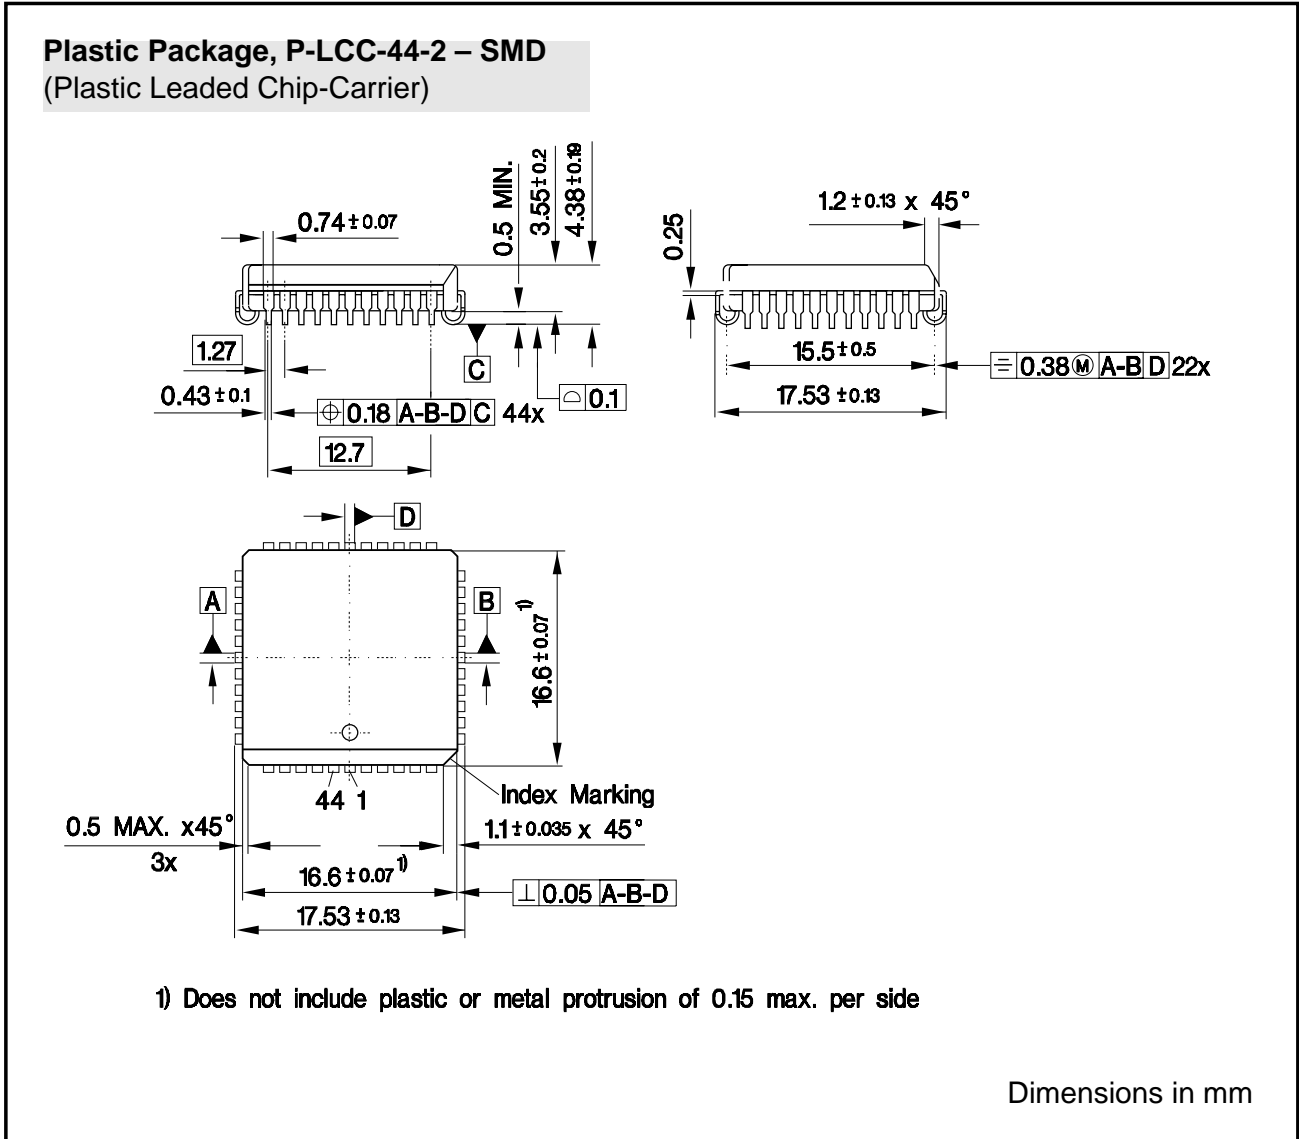 Plastic Package, P-LCC-44-2 – SMD
(Plastic Leaded Chip-Carrier)
0.74 ± 0.07
0.5 MIN.
3.55 ± 0.2
4.38 ± 0.19
1.27
0.43 ± 0.1
⌖ 0.18 A-B-D C 44x
C
⌓ 0.1
12.7
0.25
1.2 ± 0.13 x 45°
15.5 ± 0.5
⌯ 0.38 Ⓜ A-B D 22x
17.53 ± 0.13
D
A
B
16.6 ± 0.07 1)
44 1
Index Marking
0.5 MAX. x45°
3x
1.1 ± 0.035 x 45°
16.6 ± 0.07 1)
⊥ 0.05 A-B-D
17.53 ± 0.13
1) Does not include plastic or metal protrusion of 0.15 max. per side
Dimensions in mm